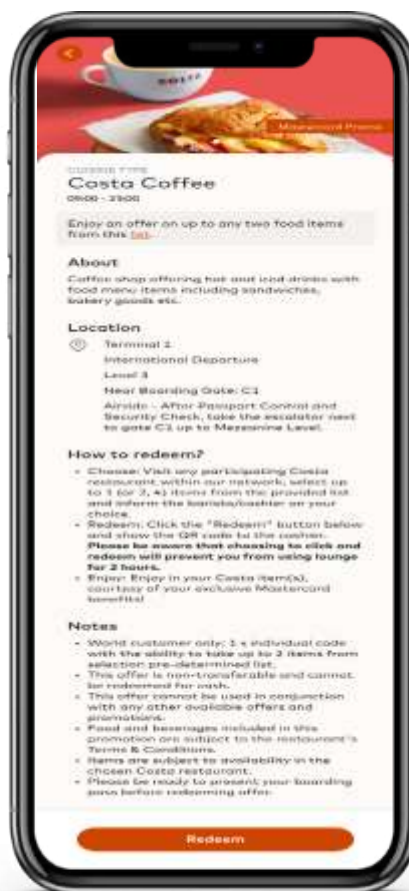 COSTA
Mastercard Promo
CUISINE TYPE
Costa Coffee
09:00 - 23:00
Enjoy an offer on up to any two food items
from this list.
About
Coffee shop offering hot and iced drinks with
food menu items including sandwiches,
bakery goods etc.
Location
Terminal 1
International Departure
Level 3
Near Boarding Gate: C1
Airside - After Passport Control and
Security Check, take the escalator next
to gate C1 up to Mezzanine Level.
How to redeem?
• Choose: Visit any participating Costa
restaurant within our network, select up
to 1 (or 2, 4) items from the provided list
and inform the barista/cashier on your
choice.
• Redeem: Click the "Redeem" button below
and show the QR code to the cashier.
Please be aware that choosing to click and
redeem will prevent you from using lounge
for 2 hours.
• Enjoy: Enjoy in your Costa item(s),
courtesy of your exclusive Mastercard
benefits!
Notes
• World customer only: 1 x individual code
with the ability to take up to 2 items from
selection pre-determined list.
• This offer is non-transferable and cannot
be redeemed for cash.
• This offer cannot be used in conjunction
with any other available offers and
promotions.
• Food and beverages included in this
promotion are subject to the restaurant's
Terms & Conditions.
• Items are subject to availability in the
chosen Costa restaurant.
• Please be ready to present your boarding
pass before redeeming offer.
Redeem